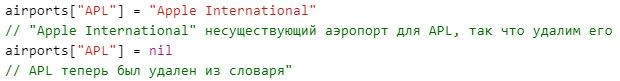 airports["APL"] = "Apple International"
// "Apple International" несуществующий аэропорт для APL, так что удалим его
airports["APL"] = nil
// APL теперь был удален из словаря"